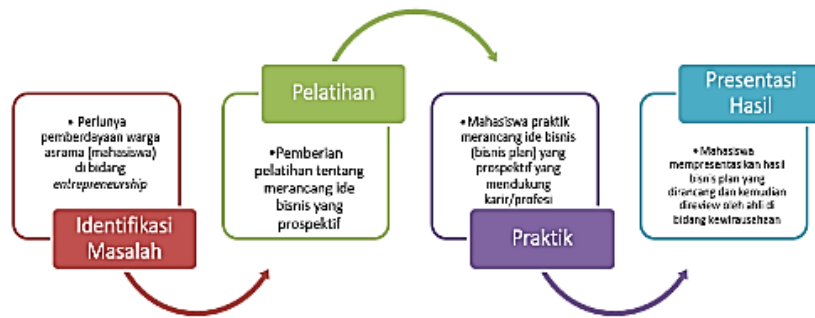 • Perlunya
pemberdayaan warga
asrama (mahasiswa)
di bidang
entrepreneurship
Identifikasi
Masalah
Pelatihan
•Pemberian
pelatihan tentang
merancang ide
bisnis yang
prospektif
•Mahasiswa praktik
merancang ide bisnis
(bisnis plan) yang
prospektif yang
mendukung
karir/profesi
Praktik
Presentasi
Hasil
•Mahasiswa
mempresentasikan hasil
bisnis plan yang
dirancang dan kemudian
direview oleh ahli di
bidang kewirausahaan